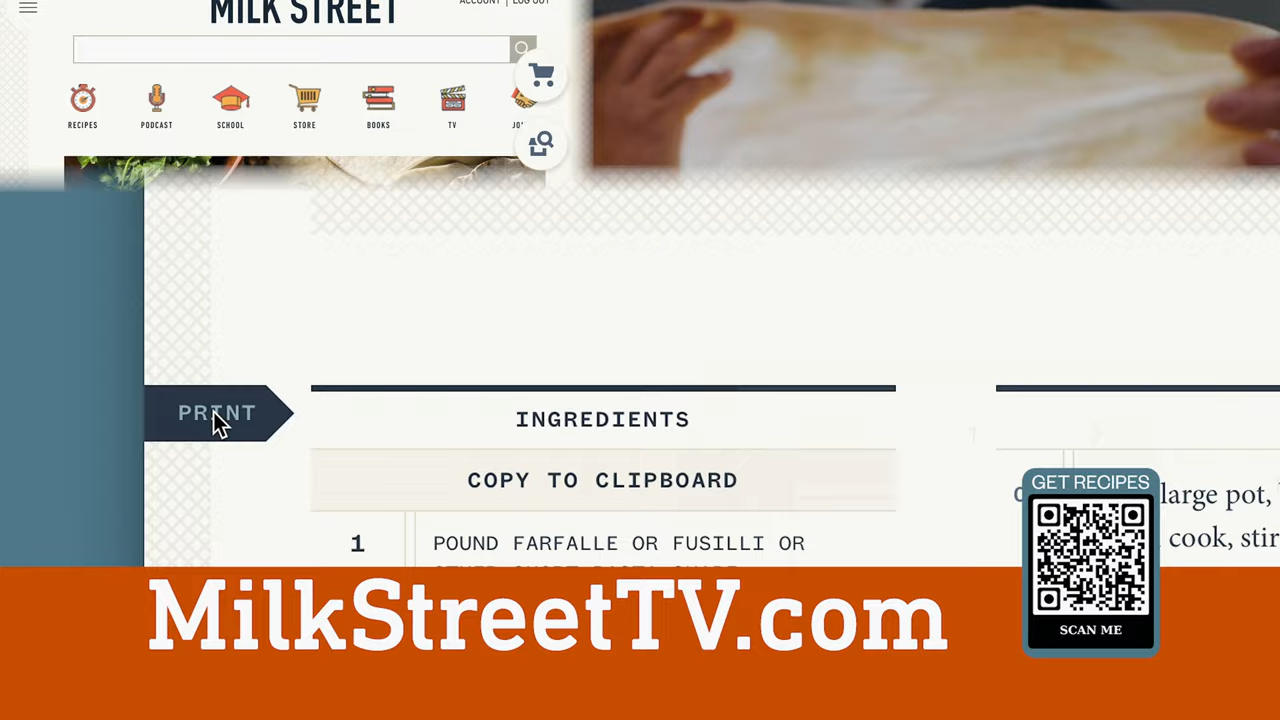 MILK STREET
ACCOUNT | LOG OUT
RECIPES
PODCAST
SCHOOL
STORE
BOOKS
TV
PRINT
INGREDIENTS
COPY TO CLIPBOARD
1 POUND FARFALLE OR FUSILLI OR
GET RECIPES
large pot,
cook, stir
SCAN ME
MilkStreetTV.com